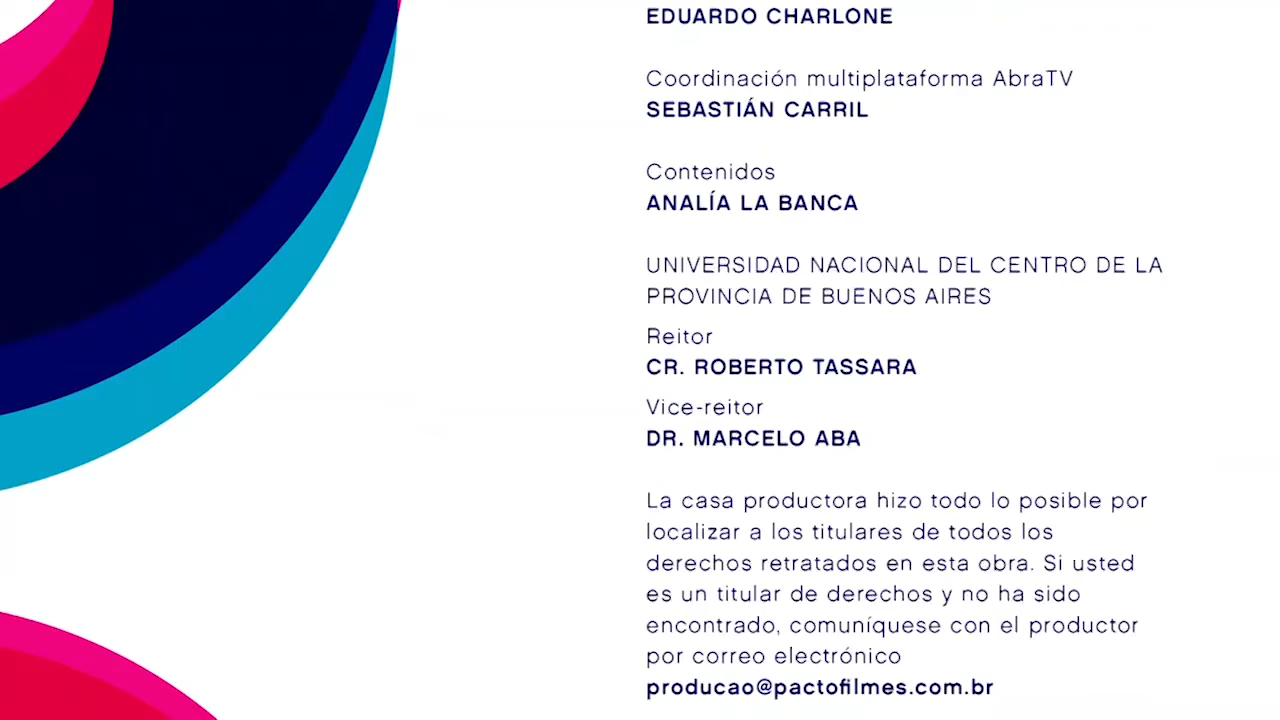 EDUARDO CHARLONE
Coordinación multiplataforma AbraTV
SEBASTIÁN CARRIL
Contenidos
ANALÍA LA BANCA
UNIVERSIDAD NACIONAL DEL CENTRO DE LA
PROVINCIA DE BUENOS AIRES
Reitor
CR. ROBERTO TASSARA
Vice-reitor
DR. MARCELO ABA
La casa productora hizo todo lo posible por
localizar a los titulares de todos los
derechos retratados en esta obra. Si usted
es un titular de derechos y no ha sido
encontrado, comuníquese con el productor
por correo electrónico
producao@pactofilmes.com.br